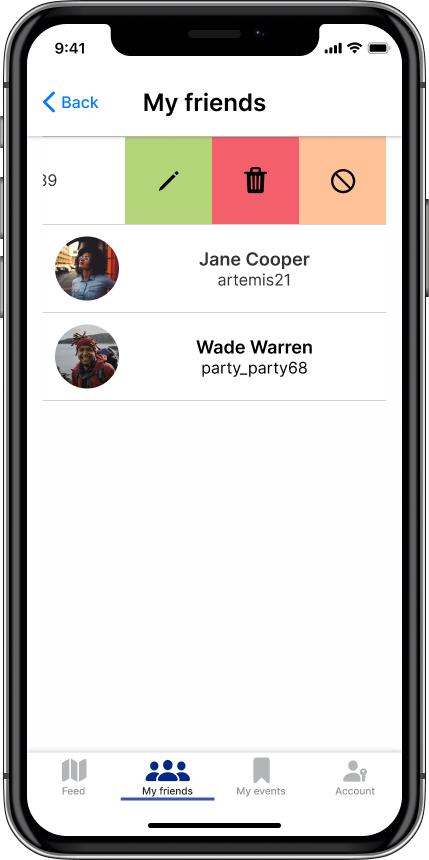 9:41
Back
My friends
39
Jane Cooper
artemis21
Wade Warren
party_party68
Feed
My friends
My events
Account